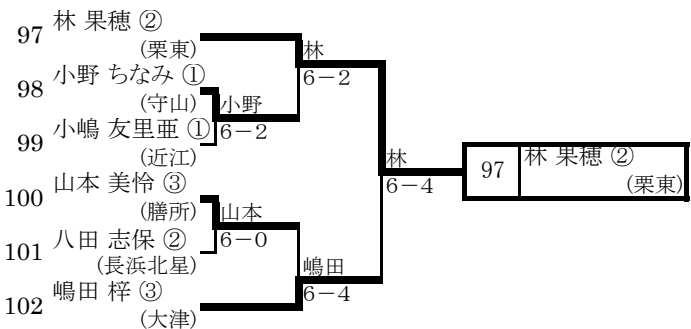 97 林 果穂 ②
(栗東)
98 小野 ちなみ ①
(守山)
99 小嶋 友里亜 ①
(近江)
100 山本 美怜 ③
(膳所)
101 八田 志保 ②
(長浜北星)
102 嶋田 梓 ③
(大津)
小野
6－2
山本
6－0
林
6－2
嶋田
6－4
林
6－4
97 林 果穂 ②
(栗東)